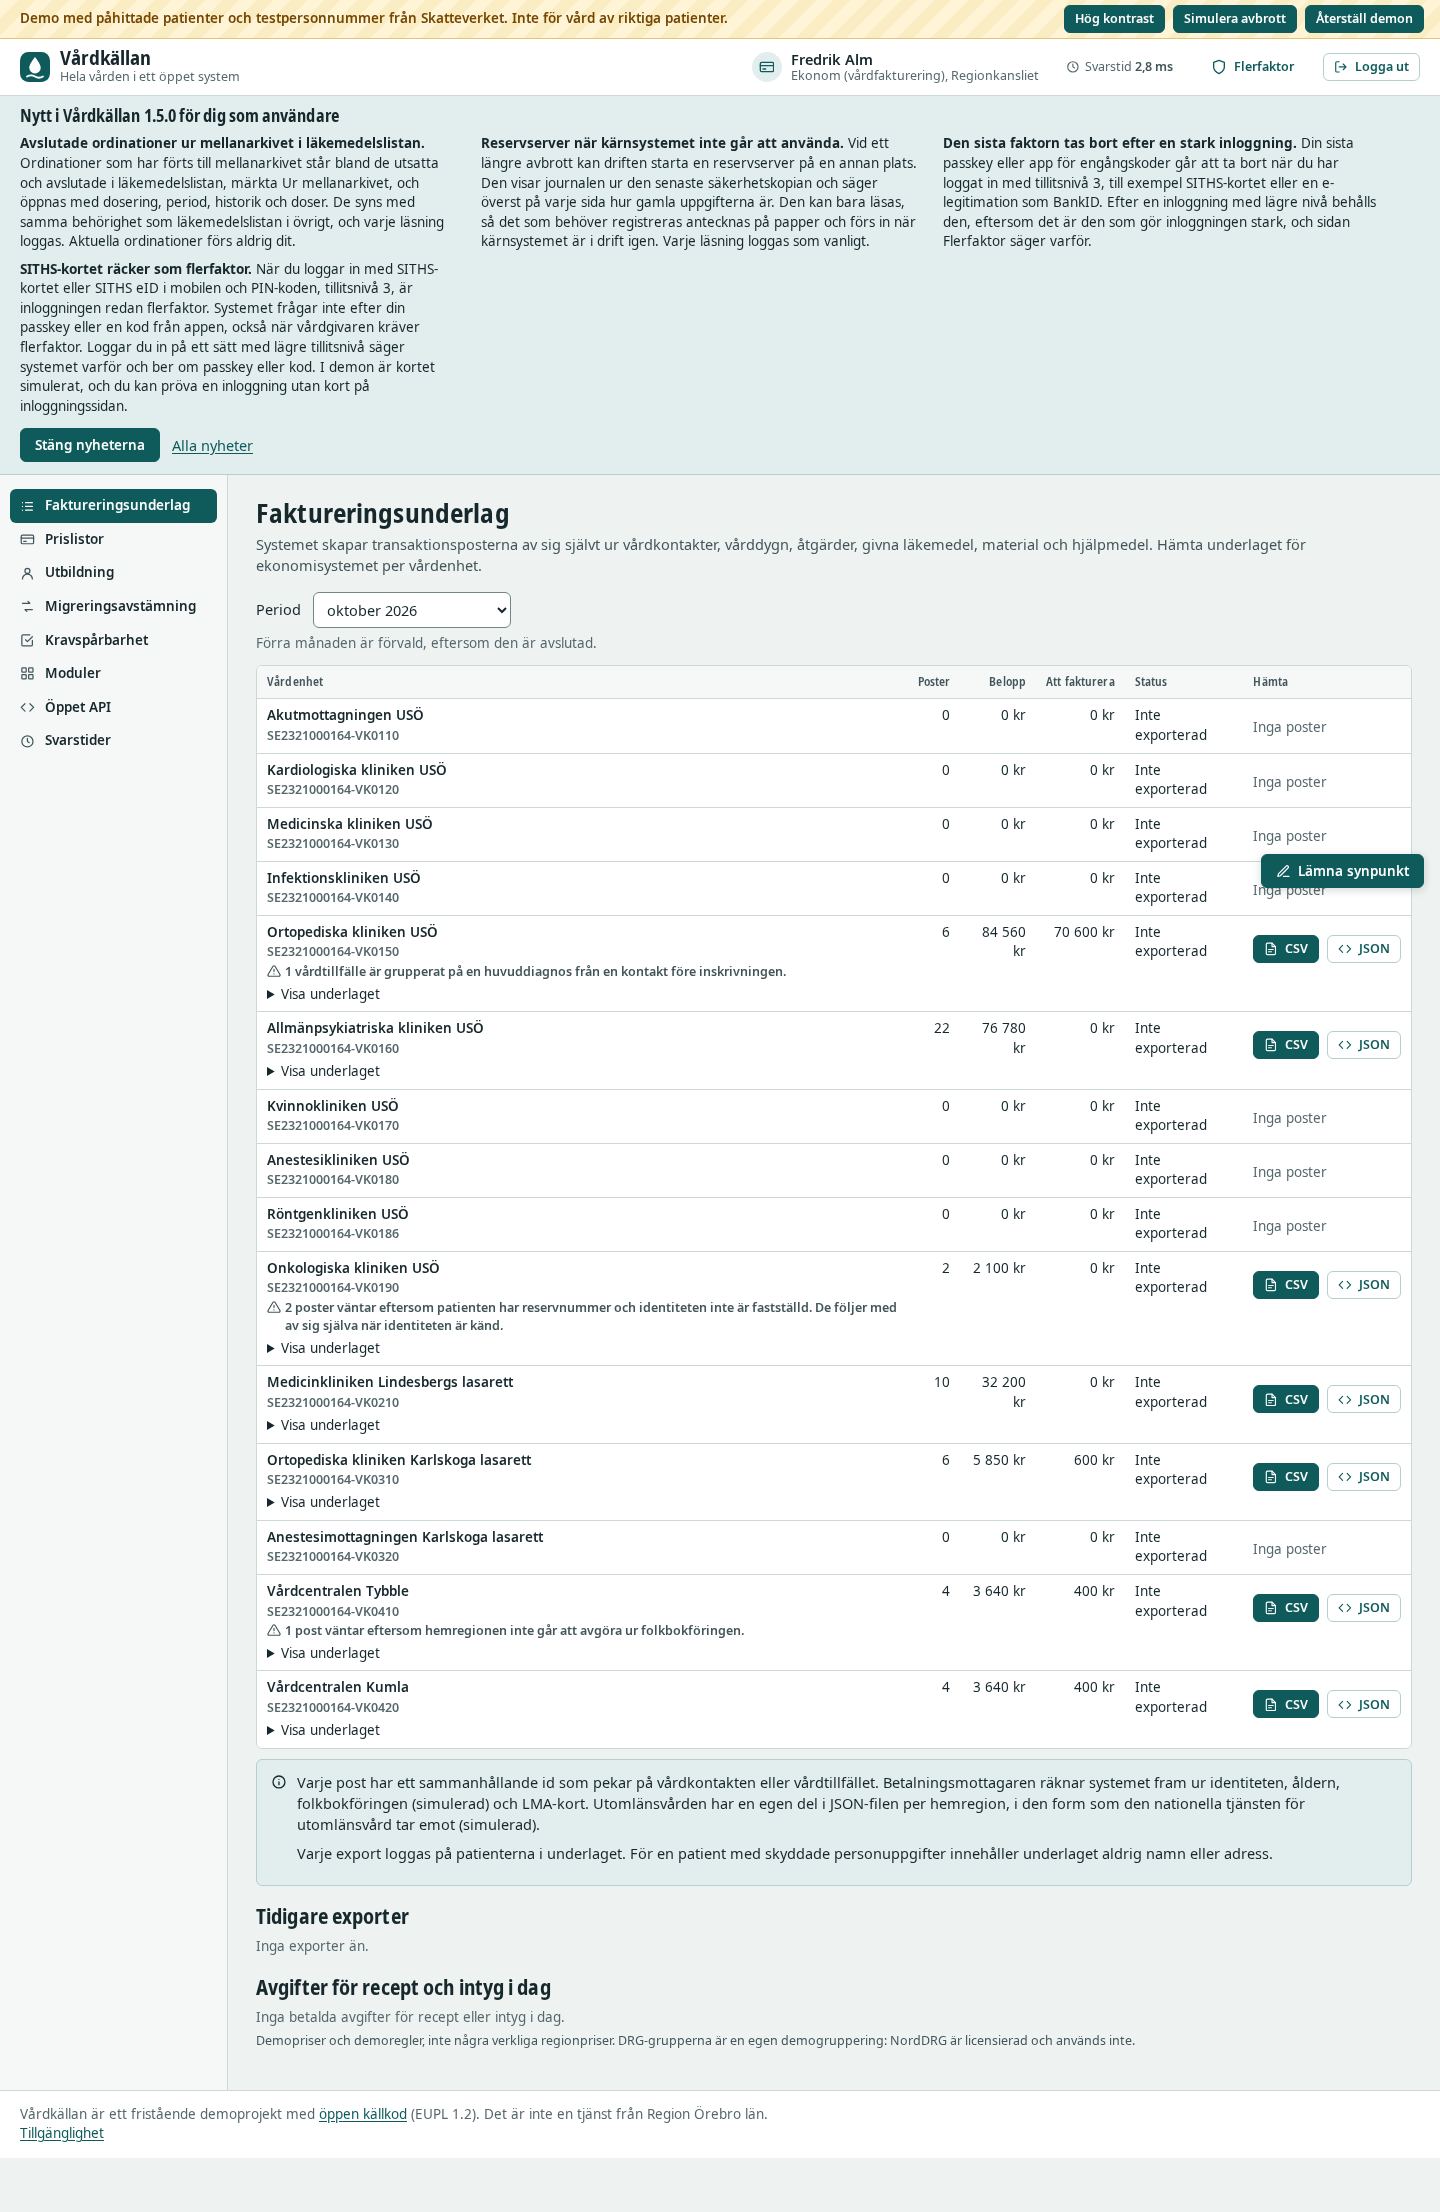 Demo med påhittade patienter och testpersonnummer från Skatteverket. Inte för vård av riktiga patienter.
Hög kontrast
Simulera avbrott
Återställ demon
Vårdkällan
Hela vården i ett öppet system
Fredrik Alm
Ekonom (vårdfakturering), Regionkansliet
Svarstid 2,8 ms
Flerfaktor
Logga ut
Nytt i Vårdkällan 1.5.0 för dig som användare
Avslutade ordinationer ur mellanarkivet i läkemedelslistan.
Ordinationer som har förts till mellanarkivet står bland de utsatta
och avslutade i läkemedelslistan, märkta Ur mellanarkivet, och
öppnas med dosering, period, historik och doser. De syns med
samma behörighet som läkemedelslistan i övrigt, och varje läsning
loggas. Aktuella ordinationer förs aldrig dit.
SITHS-kortet räcker som flerfaktor. När du loggar in med SITHS-
kortet eller SITHS eID i mobilen och PIN-koden, tillitsnivå 3, är
inloggningen redan flerfaktor. Systemet frågar inte efter din
passkey eller en kod från appen, också när vårdgivaren kräver
flerfaktor. Loggar du in på ett sätt med lägre tillitsnivå säger
systemet varför och ber om passkey eller kod. I demon är kortet
simulerat, och du kan pröva en inloggning utan kort på
inloggningssidan.
Reservserver när kärnsystemet inte går att använda. Vid ett
längre avbrott kan driften starta en reservserver på en annan plats.
Den visar journalen ur den senaste säkerhetskopian och säger
överst på varje sida hur gamla uppgifterna är. Den kan bara läsas,
så det som behöver registreras antecknas på papper och förs in när
kärnsystemet är i drift igen. Varje läsning loggas som vanligt.
Den sista faktorn tas bort efter en stark inloggning. Din sista
passkey eller app för engångskoder går att ta bort när du har
loggat in med tillitsnivå 3, till exempel SITHS-kortet eller en e-
legitimation som BankID. Efter en inloggning med lägre nivå behålls
den, eftersom det är den som gör inloggningen stark, och sidan
Flerfaktor säger varför.
Stäng nyheterna
Alla nyheter
Faktureringsunderlag
Prislistor
Utbildning
Migreringsavstämning
Kravspårbarhet
Moduler
Öppet API
Svarstider
Faktureringsunderlag
Systemet skapar transaktionsposterna av sig självt ur vårdkontakter, vårddygn, åtgärder, givna läkemedel, material och hjälpmedel. Hämta underlaget för
ekonomisystemet per vårdenhet.
Period
oktober 2026
Förra månaden är förvald, eftersom den är avslutad.
Vårdenhet Poster Belopp Att fakturera Status Hämta
Akutmottagningen USÖ 0 0 kr 0 kr Inte
SE2321000164-VK0110 exporterad Inga poster
Kardiologiska kliniken USÖ 0 0 kr 0 kr Inte
SE2321000164-VK0120 exporterad Inga poster
Medicinska kliniken USÖ 0 0 kr 0 kr Inte
SE2321000164-VK0130 exporterad Inga poster
Infektionskliniken USÖ 0 0 kr 0 kr Inte
SE2321000164-VK0140 exporterad Inga poster
Lämna synpunkt
Ortopediska kliniken USÖ 6 84 560 70 600 kr Inte
SE2321000164-VK0150 kr exporterad CSV JSON
1 vårdtillfälle är grupperat på en huvuddiagnos från en kontakt före inskrivningen.
Visa underlaget
Allmänpsykiatriska kliniken USÖ 22 76 780 0 kr Inte
SE2321000164-VK0160 kr exporterad CSV JSON
Visa underlaget
Kvinnokliniken USÖ 0 0 kr 0 kr Inte
SE2321000164-VK0170 exporterad Inga poster
Anestesikliniken USÖ 0 0 kr 0 kr Inte
SE2321000164-VK0180 exporterad Inga poster
Röntgenkliniken USÖ 0 0 kr 0 kr Inte
SE2321000164-VK0186 exporterad Inga poster
Onkologiska kliniken USÖ 2 2 100 kr 0 kr Inte
SE2321000164-VK0190 exporterad CSV JSON
2 poster väntar eftersom patienten har reservnummer och identiteten inte är fastställd. De följer med
av sig själva när identiteten är känd.
Visa underlaget
Medicinkliniken Lindesbergs lasarett 10 32 200 0 kr Inte
SE2321000164-VK0210 kr exporterad CSV JSON
Visa underlaget
Ortopediska kliniken Karlskoga lasarett 6 5 850 kr 600 kr Inte
SE2321000164-VK0310 exporterad CSV JSON
Visa underlaget
Anestesimottagningen Karlskoga lasarett 0 0 kr 0 kr Inte
SE2321000164-VK0320 exporterad Inga poster
Vårdcentralen Tybble 4 3 640 kr 400 kr Inte
SE2321000164-VK0410 exporterad CSV JSON
1 post väntar eftersom hemregionen inte går att avgöra ur folkbokföringen.
Visa underlaget
Vårdcentralen Kumla 4 3 640 kr 400 kr Inte
SE2321000164-VK0420 exporterad CSV JSON
Visa underlaget
Varje post har ett sammanhållande id som pekar på vårdkontakten eller vårdtillfället. Betalningsmottagaren räknar systemet fram ur identiteten, åldern,
folkbokföringen (simulerad) och LMA-kort. Utomlänsvården har en egen del i JSON-filen per hemregion, i den form som den nationella tjänsten för
utomlänsvård tar emot (simulerad).
Varje export loggas på patienterna i underlaget. För en patient med skyddade personuppgifter innehåller underlaget aldrig namn eller adress.
Tidigare exporter
Inga exporter än.
Avgifter för recept och intyg i dag
Inga betalda avgifter för recept eller intyg i dag.
Demopriser och demoregler, inte några verkliga regionpriser. DRG-grupperna är en egen demogruppering: NordDRG är licensierad och används inte.
Vårdkällan är ett fristående demoprojekt med öppen källkod (EUPL 1.2). Det är inte en tjänst från Region Örebro län.
Tillgänglighet